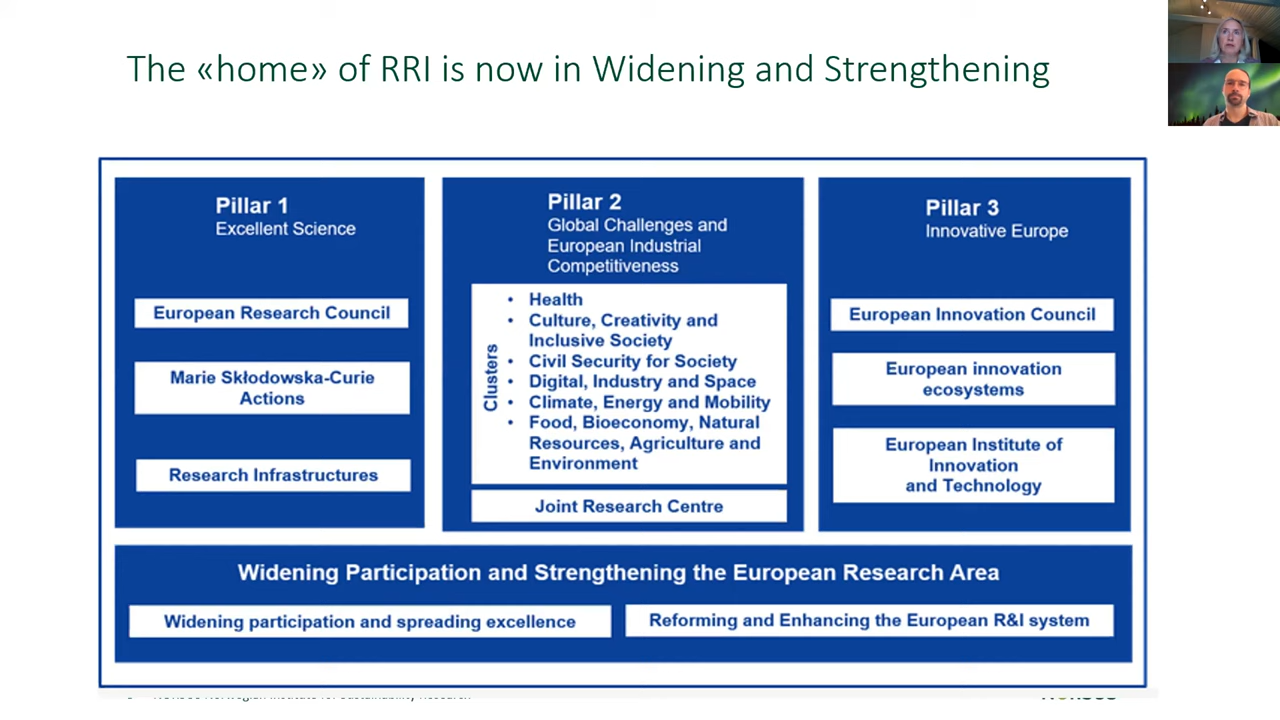 The «home» of RRI is now in Widening and Strengthening
Pillar 1
Excellent Science
European Research Council
Marie Skłodowska-Curie
Actions
Research Infrastructures
Pillar 2
Global Challenges and
European Industrial
Competitiveness
Clusters
• Health
• Culture, Creativity and
Inclusive Society
• Civil Security for Society
• Digital, Industry and Space
• Climate, Energy and Mobility
• Food, Bioeconomy, Natural
Resources, Agriculture and
Environment
Joint Research Centre
Pillar 3
Innovative Europe
European Innovation Council
European innovation
ecosystems
European Institute of
Innovation
and Technology
Widening Participation and Strengthening the European Research Area
Widening participation and spreading excellence
Reforming and Enhancing the European R&I system
Norwegian Institute for Sustainability Research